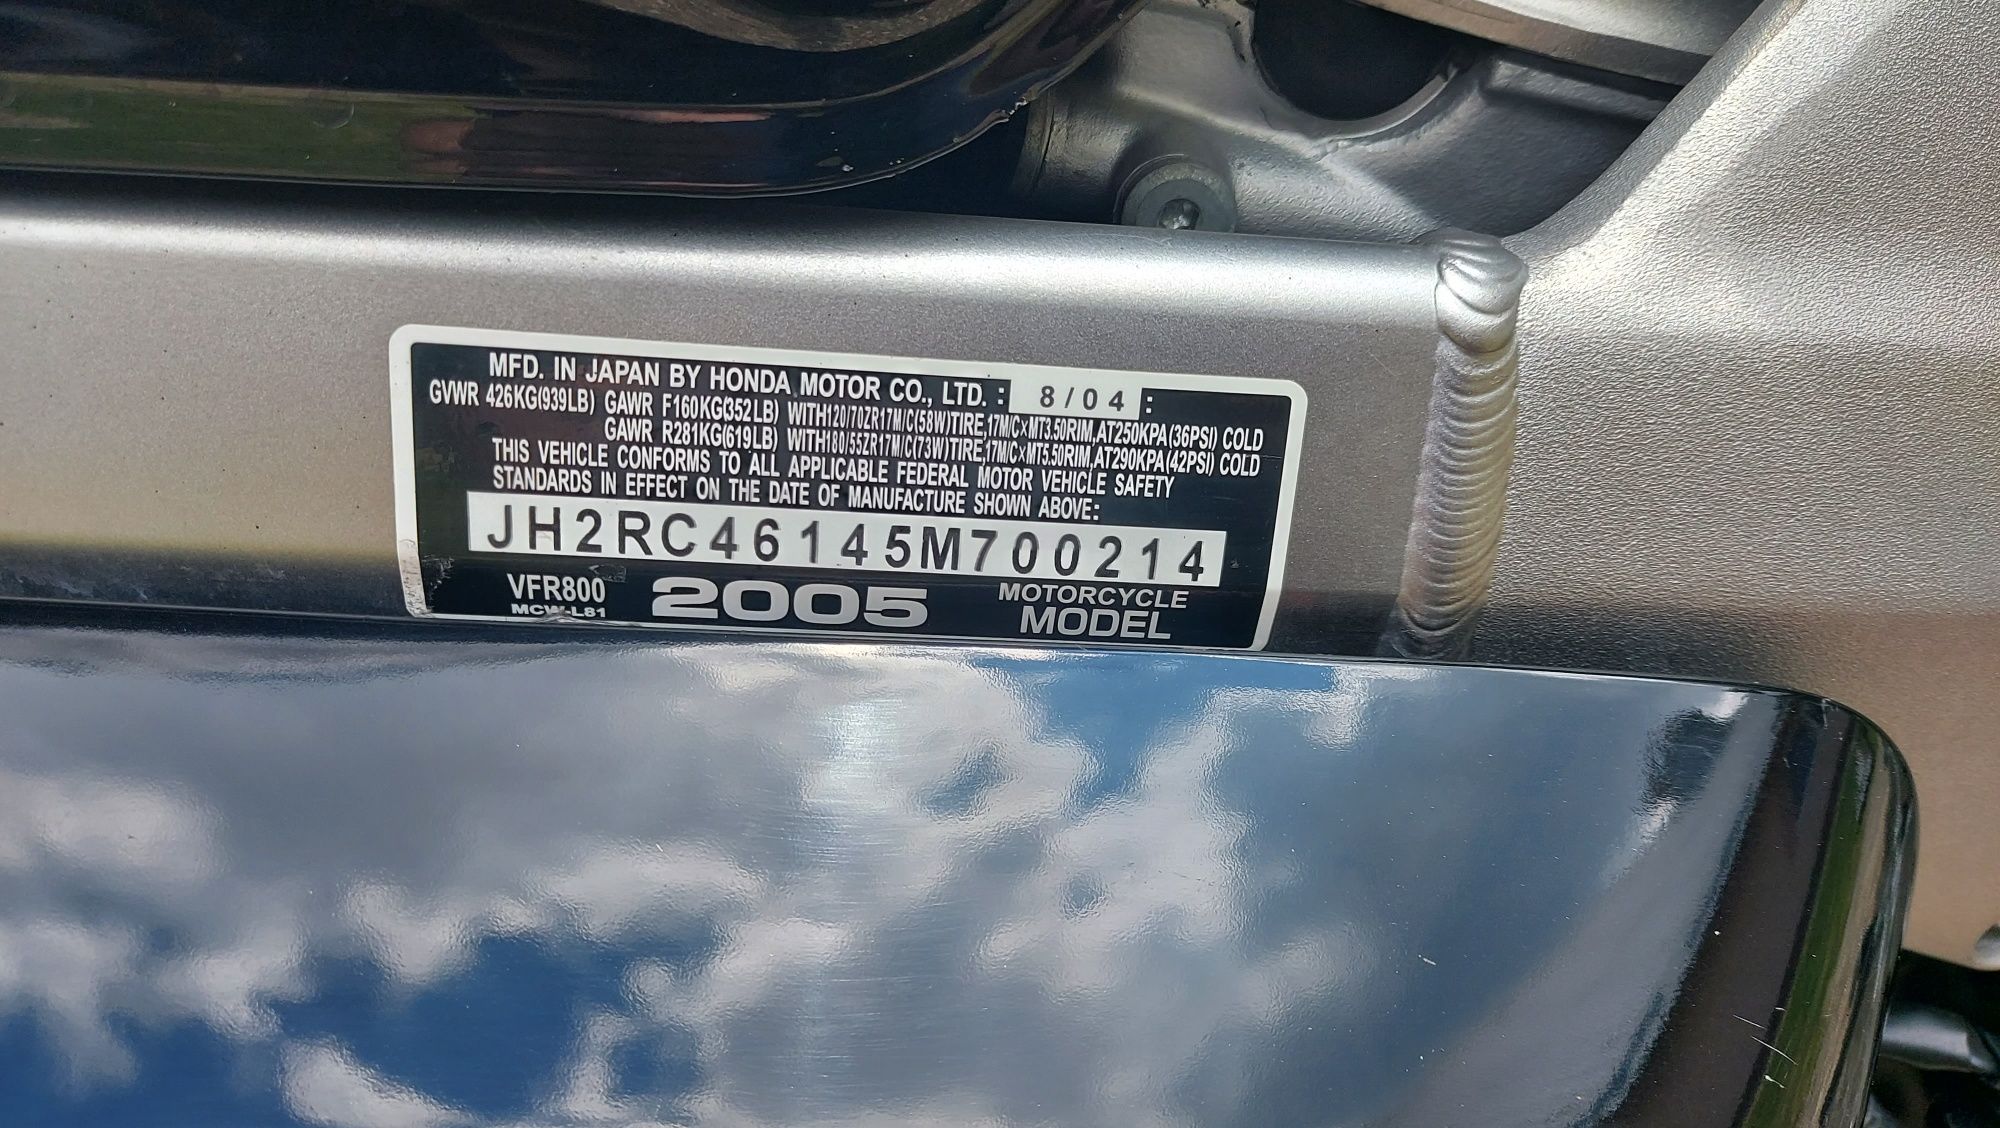 MFD. IN JAPAN BY HONDA MOTOR CO., LTD. : 8/04 :
GVWR 426KG(939LB) GAWR F160KG(352LB) WITH120/70ZR17M/C(58W)TIRE,17M/C×MT3.50RIM,AT250KPA(36PSI) COLD
GAWR R281KG(619LB) WITH180/55ZR17M/C(73W)TIRE,17M/C×MT5.50RIM,AT290KPA(42PSI) COLD
THIS VEHICLE CONFORMS TO ALL APPLICABLE FEDERAL MOTOR VEHICLE SAFETY
STANDARDS IN EFFECT ON THE DATE OF MANUFACTURE SHOWN ABOVE:
JH2RC46145M700214
VFR800 2005 MOTORCYCLE
MCW-L81 MODEL